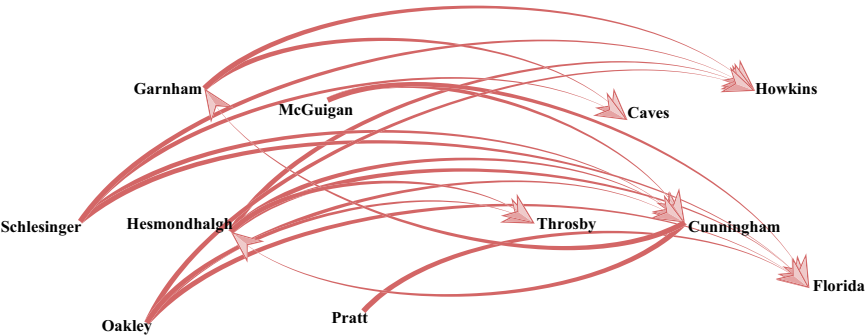 Garnham
Howkins
McGuigan
Caves
Schlesinger
Hesmondhalgh
Throsby
Cunningham
Florida
Pratt
Oakley